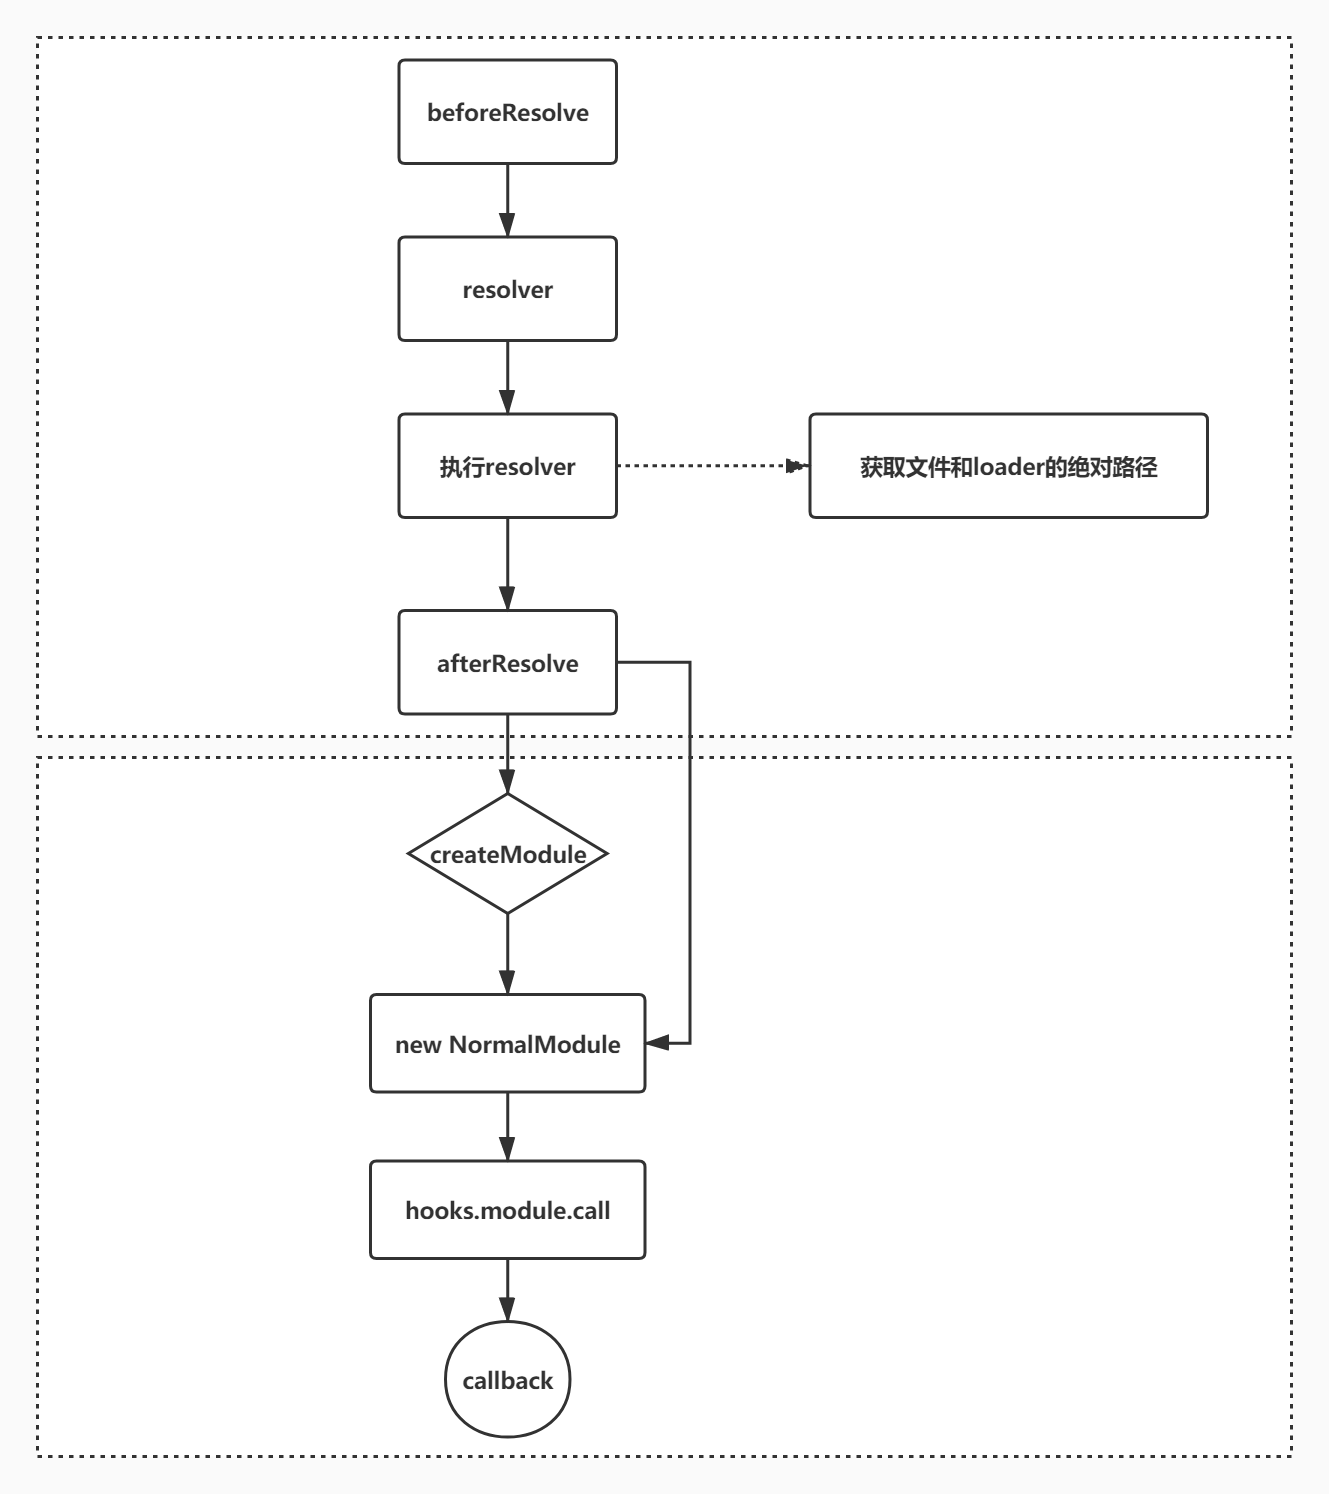 beforeResolve
resolver
执行resolver
获取文件和loader的绝对路径
afterResolve
createModule
new NormalModule
hooks.module.call
callback